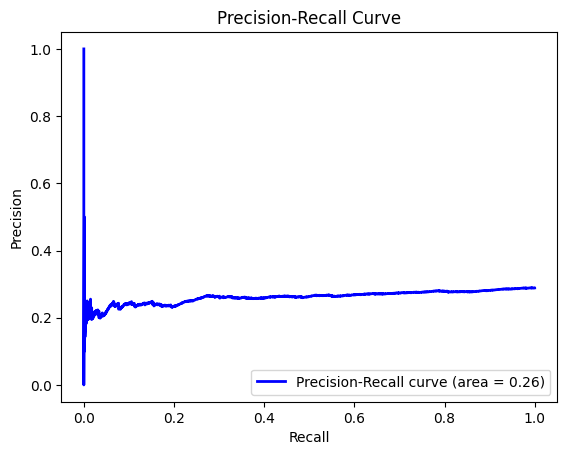 Precision-Recall Curve
1.0
0.8
0.6
0.4
0.2
0.0
Precision
Precision-Recall curve (area = 0.26)
0.0 0.2 0.4 0.6 0.8 1.0
Recall